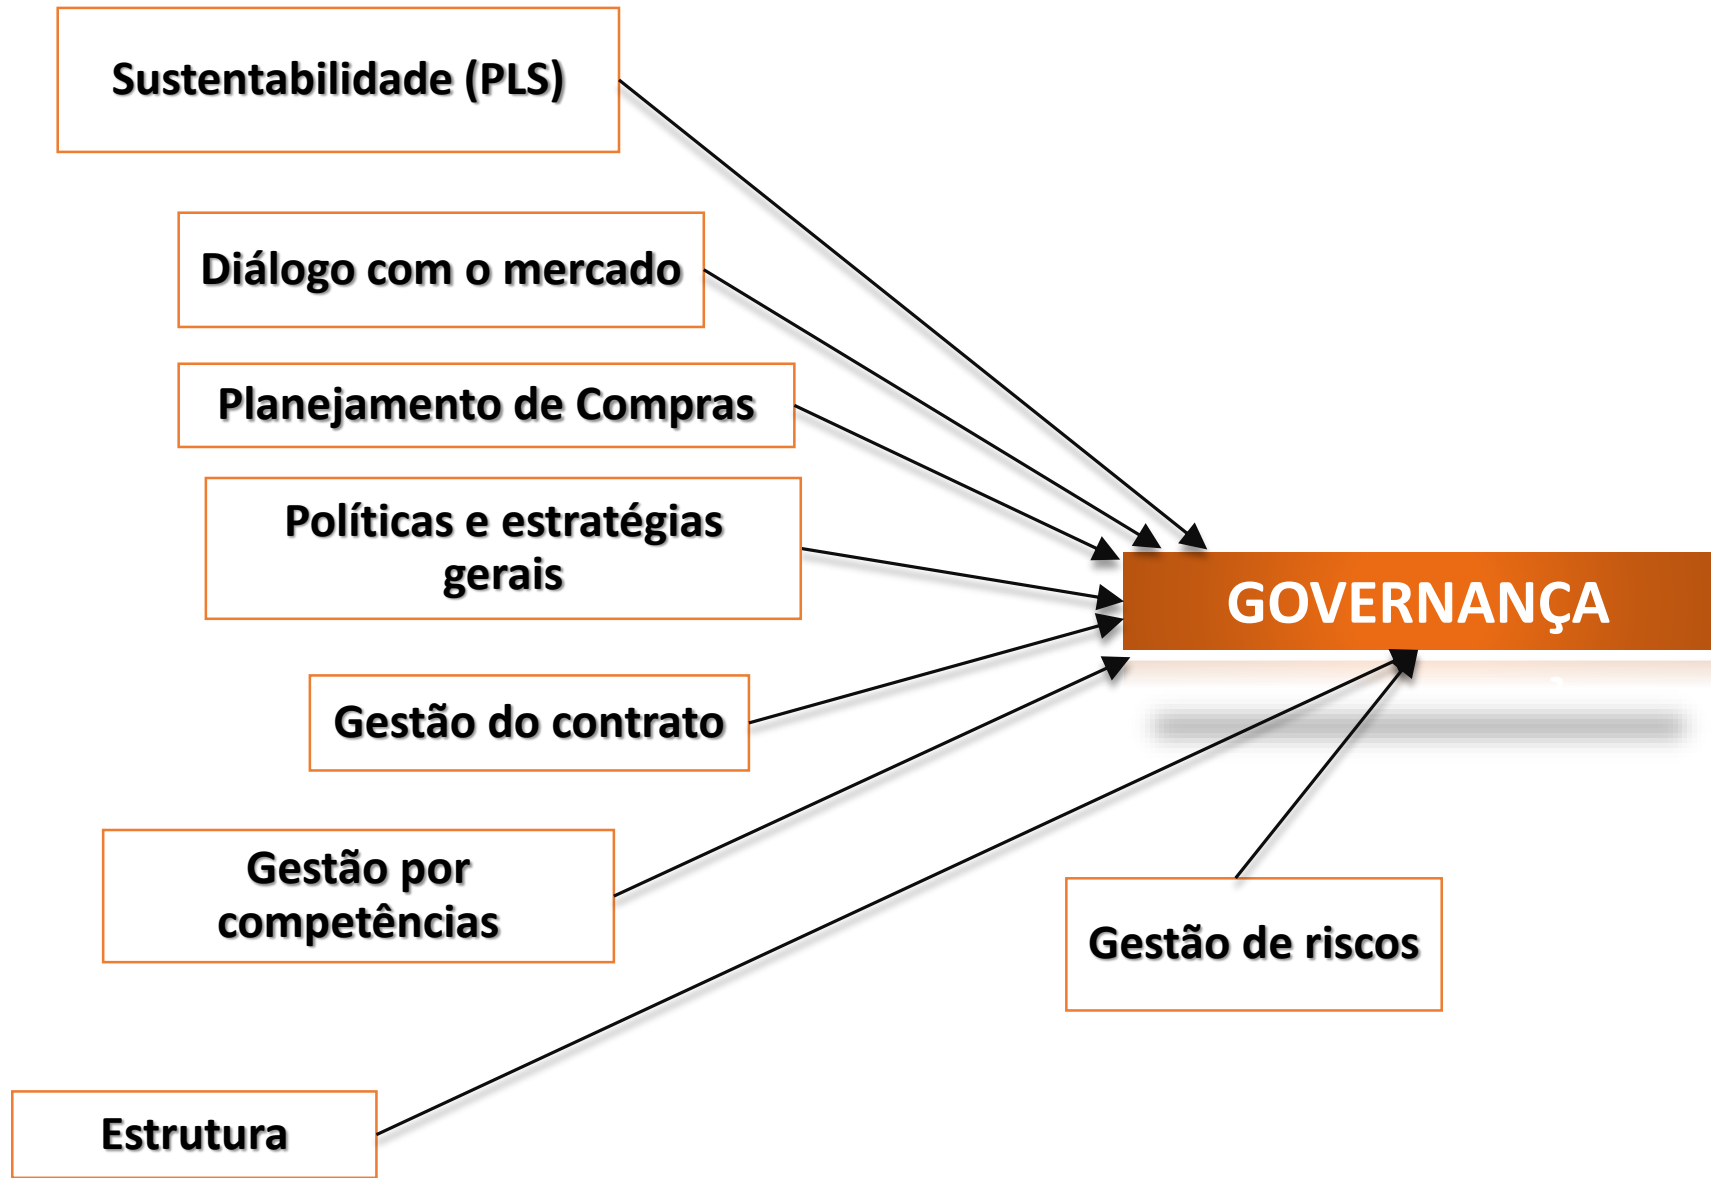 Sustentabilidade (PLS)
Diálogo com o mercado
Planejamento de Compras
Políticas e estratégias
gerais
GOVERNANÇA
Gestão do contrato
Gestão por
competências
Gestão de riscos
Estrutura